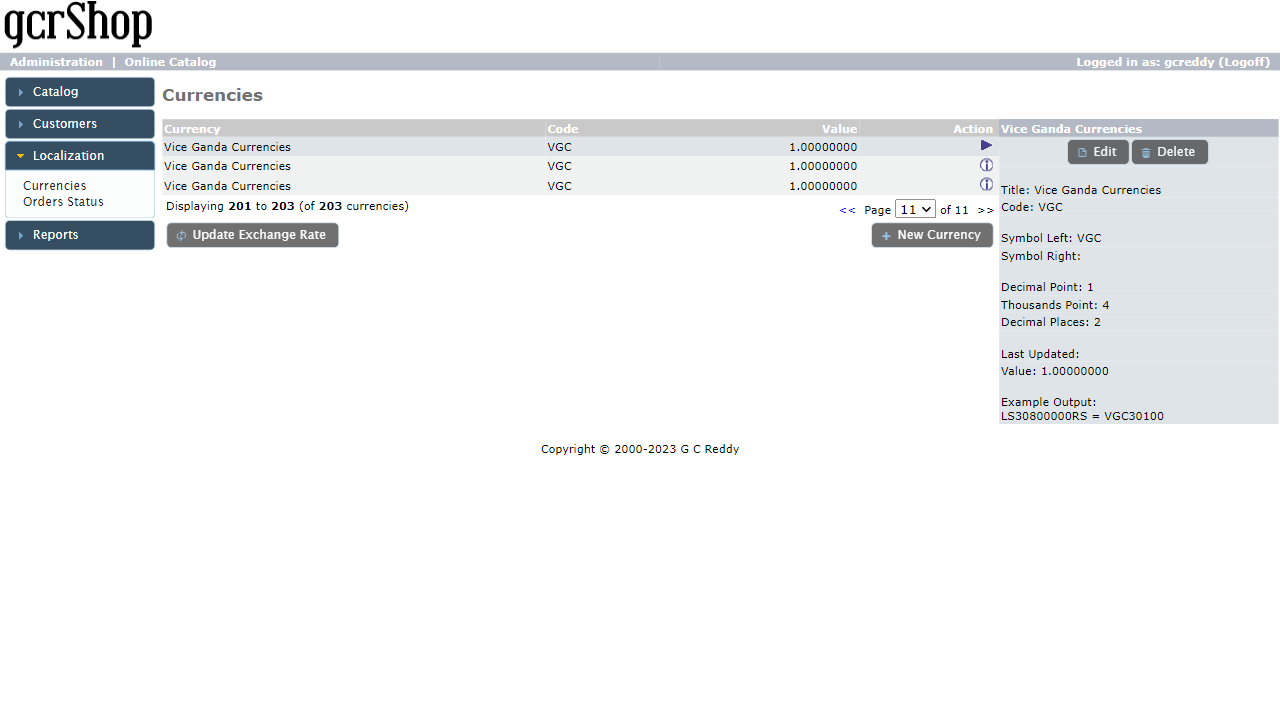 gcrShop
Administration | Online Catalog
Logged in as: gcreddy (Logoff)
Catalog
Customers
Localization
Currencies
Orders Status
Reports
Currencies
Currency Code Value Action
Vice Ganda Currencies VGC 1.00000000
Vice Ganda Currencies VGC 1.00000000
Vice Ganda Currencies VGC 1.00000000
Displaying 201 to 203 (of 203 currencies)
<< Page 11 of 11 >>
Update Exchange Rate
New Currency
Vice Ganda Currencies
Edit Delete
Title: Vice Ganda Currencies
Code: VGC
Symbol Left: VGC
Symbol Right:
Decimal Point: 1
Thousands Point: 4
Decimal Places: 2
Last Updated:
Value: 1.00000000
Example Output:
LS30800000RS = VGC30100
Copyright © 2000-2023 G C Reddy